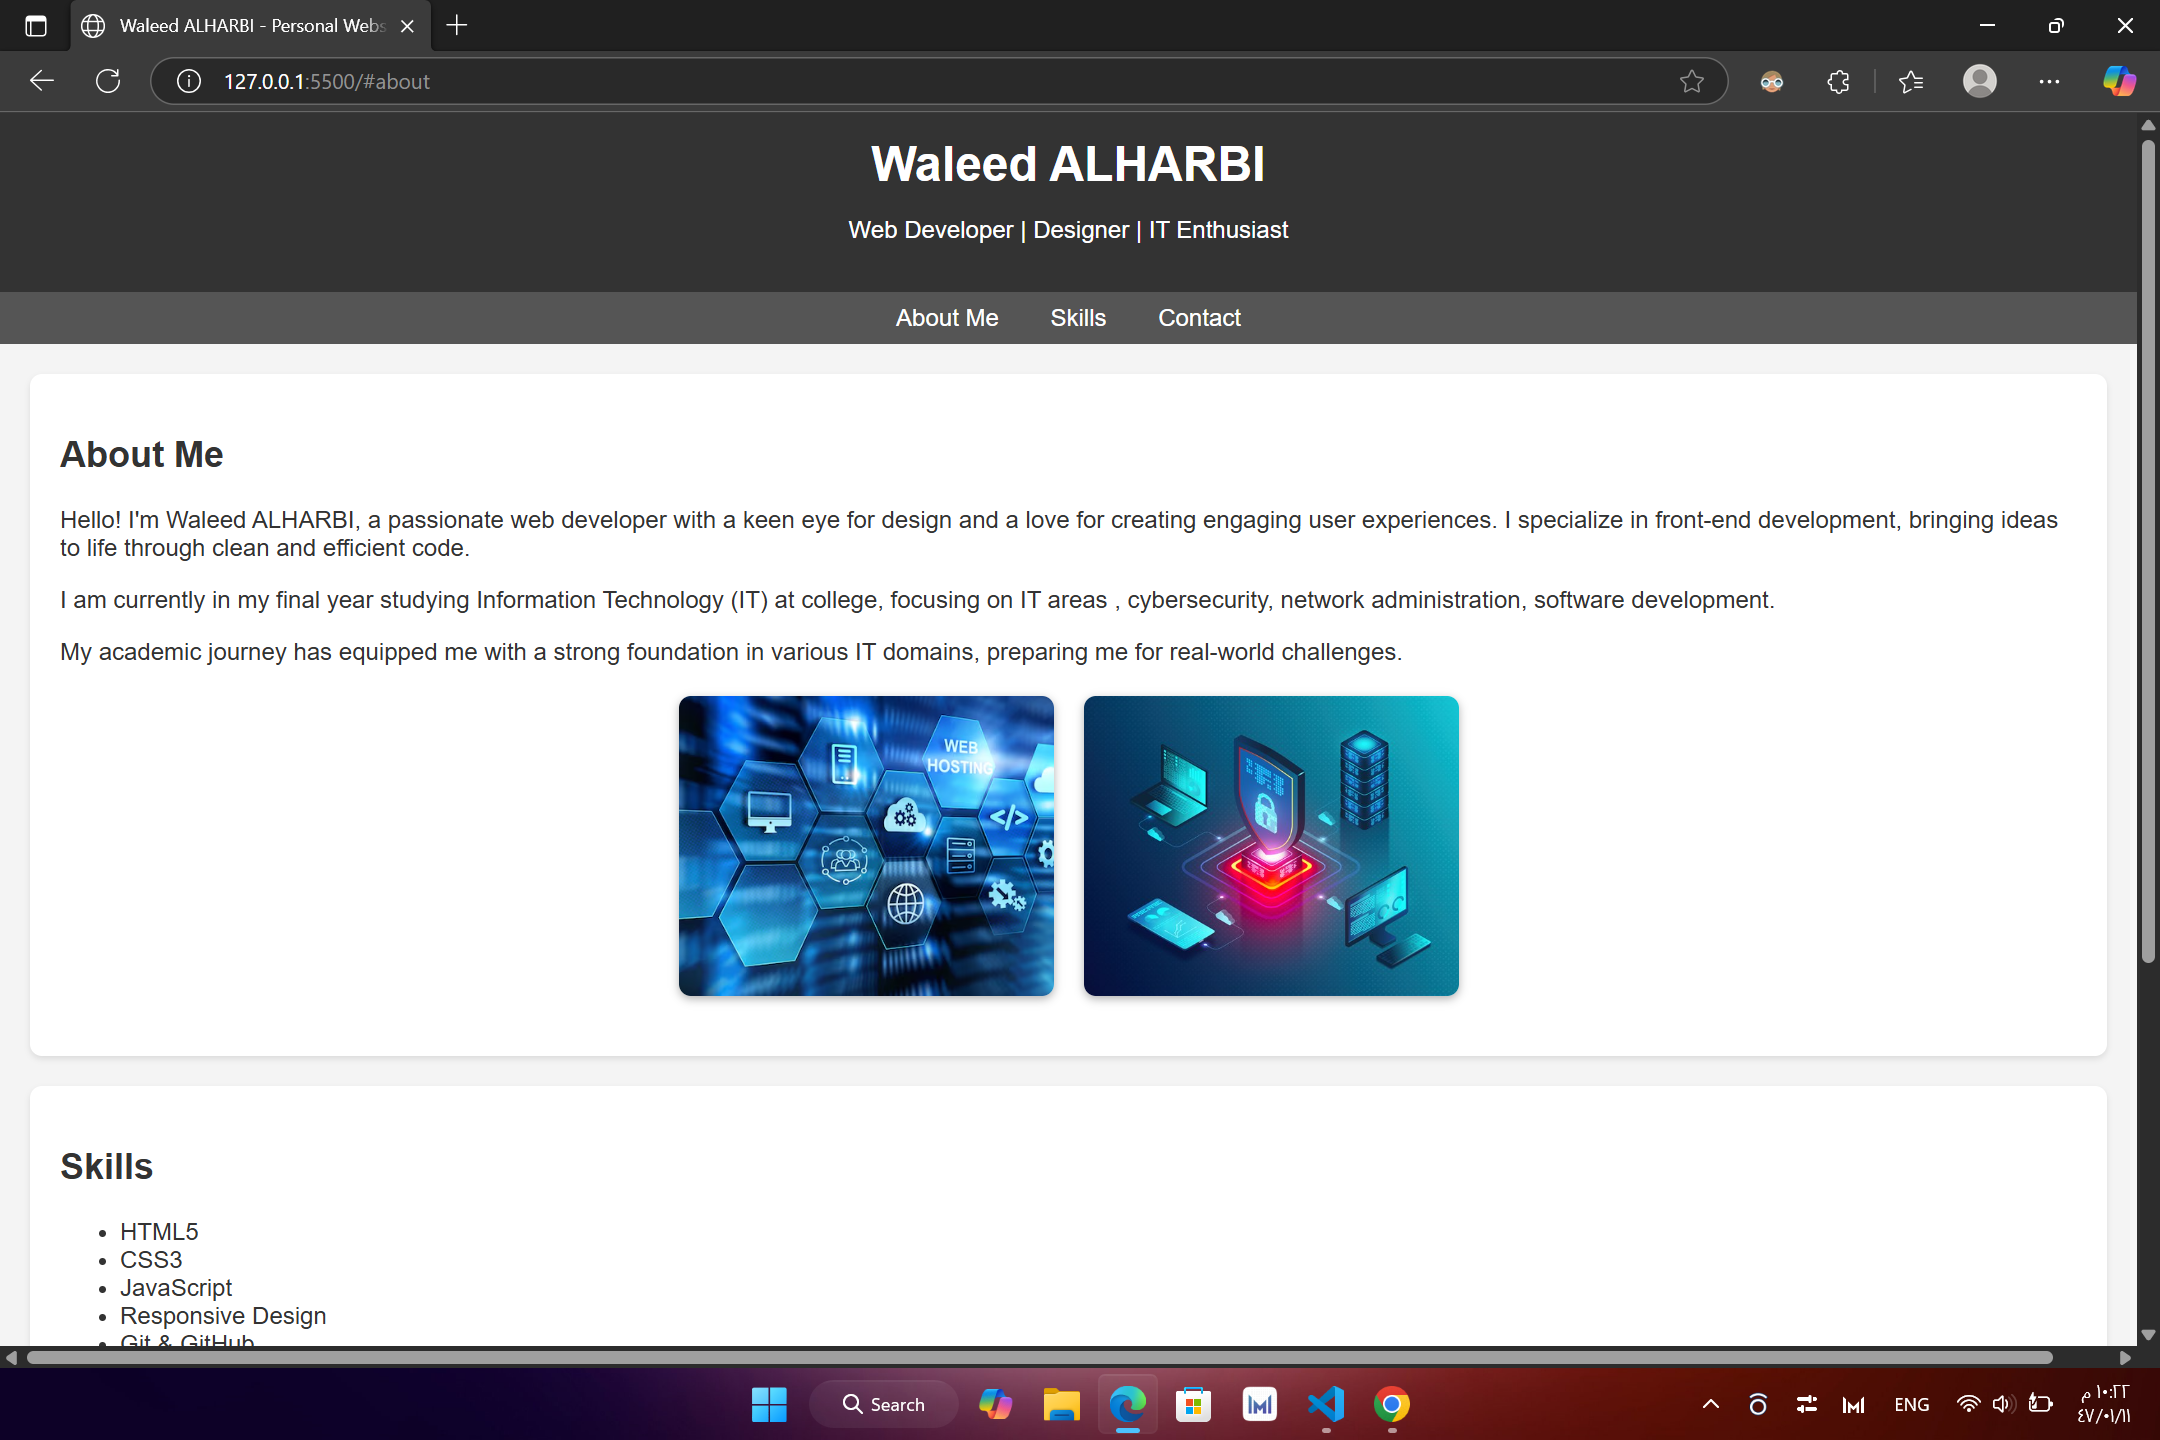 Waleed ALHARBI - Personal Webs
127.0.0.1:5500/#about
Waleed ALHARBI
Web Developer | Designer | IT Enthusiast
About Me Skills Contact
About Me
Hello! I'm Waleed ALHARBI, a passionate web developer with a keen eye for design and a love for creating engaging user experiences. I specialize in front-end development, bringing ideas
to life through clean and efficient code.
I am currently in my final year studying Information Technology (IT) at college, focusing on IT areas , cybersecurity, network administration, software development.
My academic journey has equipped me with a strong foundation in various IT domains, preparing me for real-world challenges.
WEB
HOSTING
</>
Skills
• HTML5
• CSS3
• JavaScript
• Responsive Design
• Git & GitHub
Search
ENG
١٠:٢٢ م
٤٧/٠١/١١